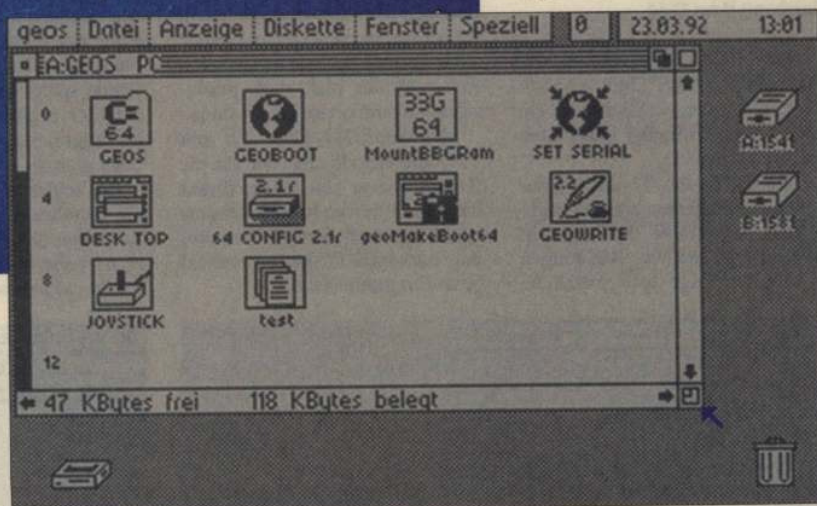 geos Datei Anzeige Diskette Fenster Speziell 0 23.03.92 13:01
A:GEOS PC
0
C= 64
GEOS
GEOBOOT
33G 64
MountBBGRam
SET SERIAL
A:1541
4
DESK TOP
2.1r
64 CONFIG 2.1r
geoMakeBoot64
2.2
GEOWRITE
B:1581
8
JOYSTICK
test
12
47 KBytes frei 118 KBytes belegt